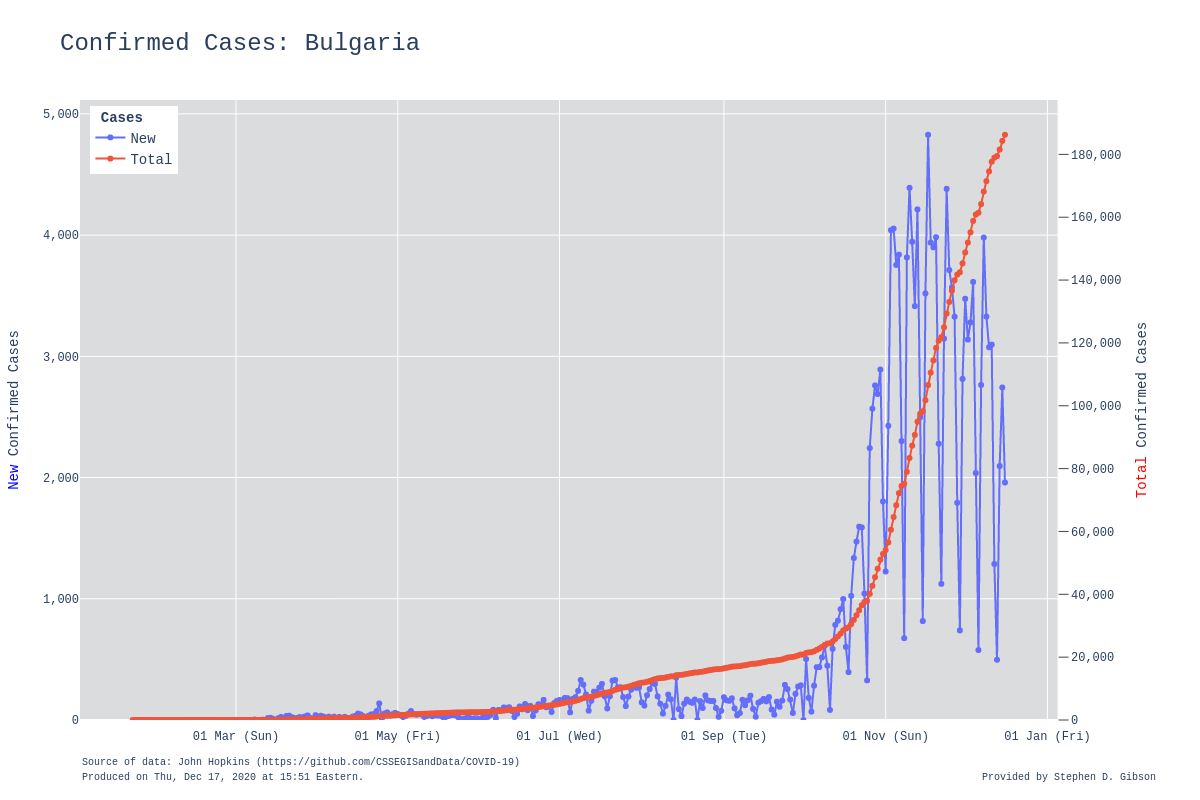 Confirmed Cases: Bulgaria
Cases
New
Total
5,000
4,000
3,000
2,000
1,000
0
New Confirmed Cases
180,000
160,000
140,000
120,000
100,000
80,000
60,000
40,000
20,000
0
Total Confirmed Cases
01 Mar (Sun) 01 May (Fri) 01 Jul (Wed) 01 Sep (Tue) 01 Nov (Sun) 01 Jan (Fri)
Source of data: John Hopkins (https://github.com/CSSEGISandData/COVID-19)
Produced on Thu, Dec 17, 2020 at 15:51 Eastern.
Provided by Stephen D. Gibson